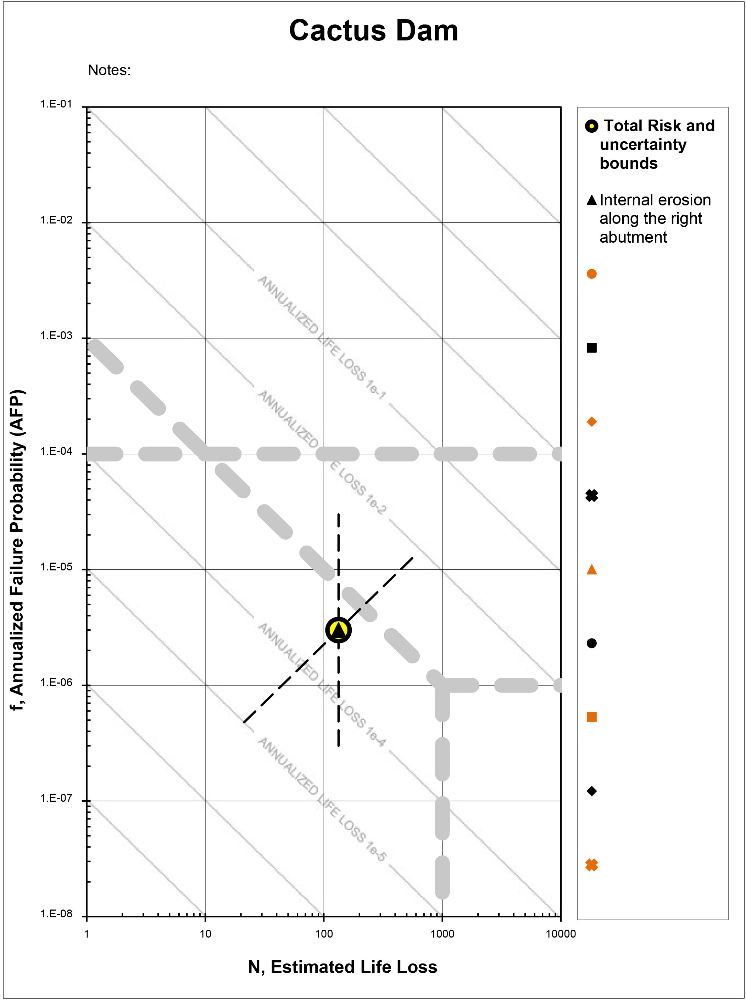 Cactus Dam
Notes:
f, Annualized Failure Probability (AFP)
1.E-01
1.E-02
1.E-03
1.E-04
1.E-05
1.E-06
1.E-07
1.E-08
ANNUALIZED LIFE LOSS 1e-1
ANNUALIZED E LOSS 1e-2
ANNUALIZED LIFE LOSS 1e-4
ANNUALIZED LIFE LOSS 1e-5
1
10
100
1000
10000
N, Estimated Life Loss
Total Risk and
uncertainty
bounds
Internal erosion
along the right
abutment